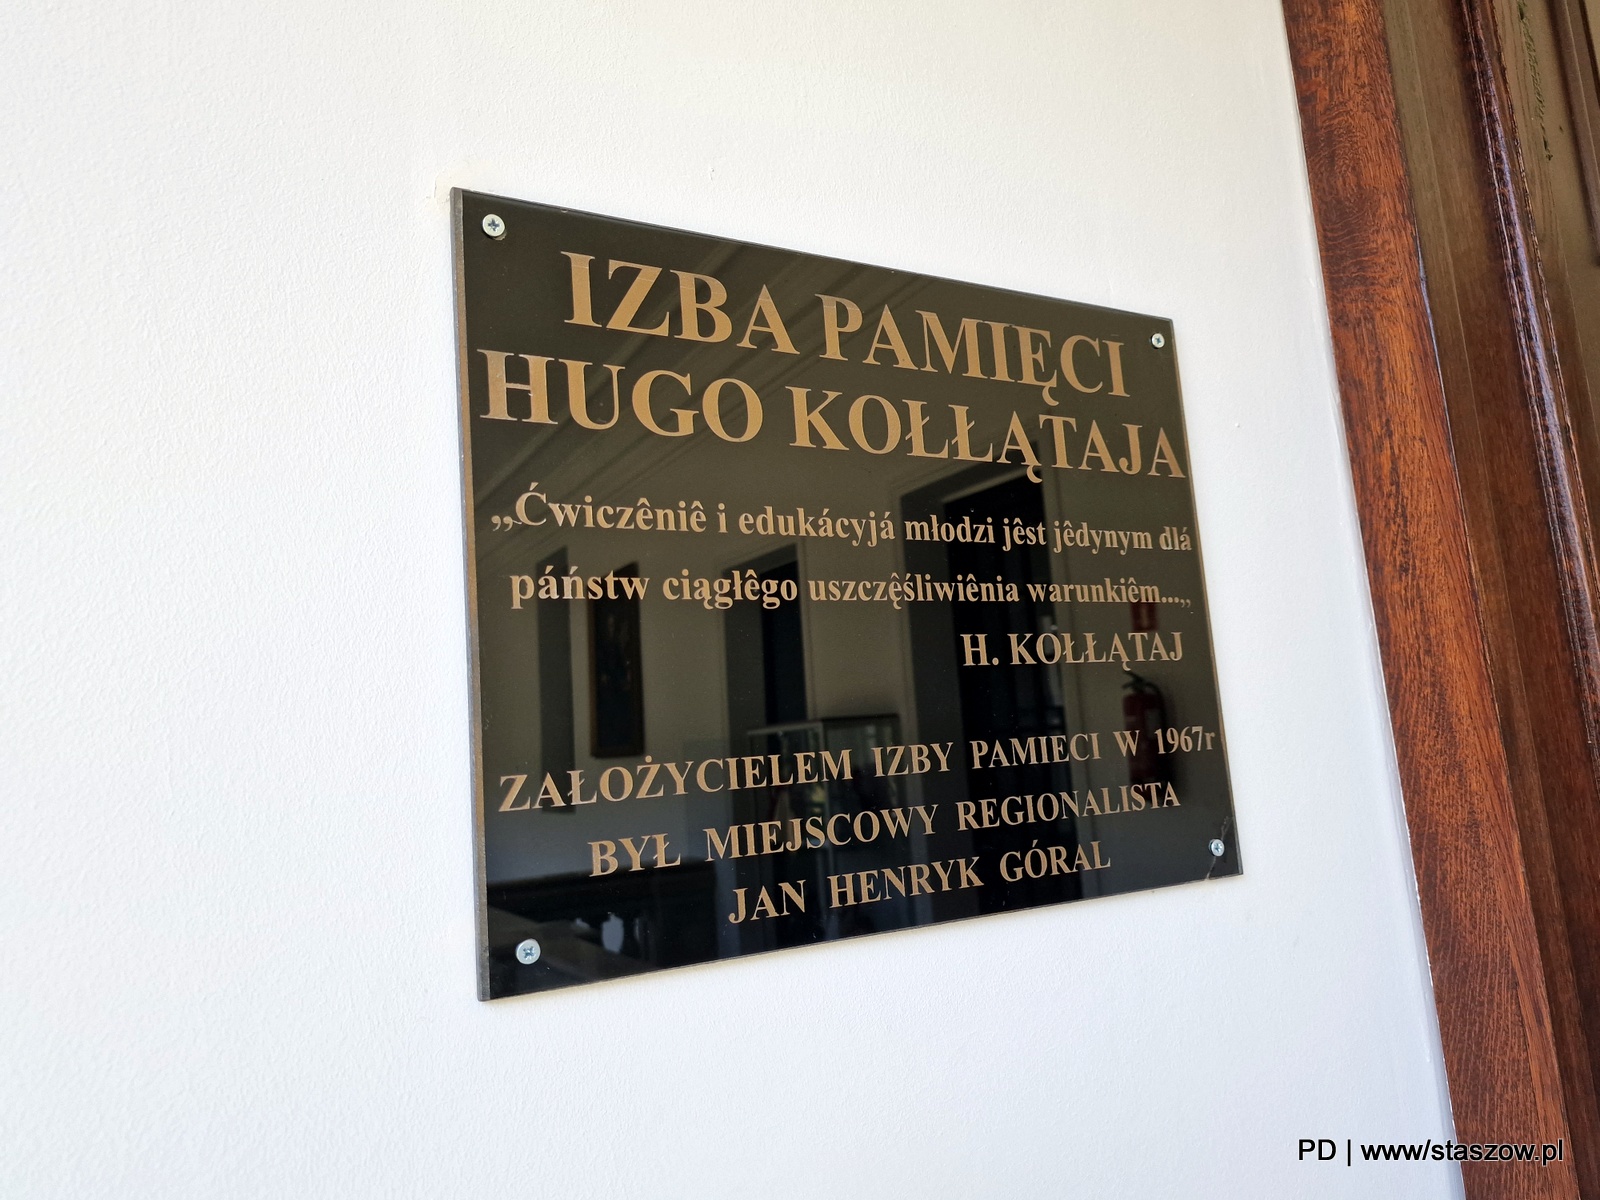 IZBA PAMIĘCI
HUGO KOŁŁĄTAJA
„Ćwiczêniê i edukácyjá młodzi jêst jêdynym dlá
páństw ciągłêgo uszczęśliwiênia warunkiêm...„
H. KOŁŁĄTAJ
ZAŁOŻYCIELEM IZBY PAMIECI W 1967r
BYŁ MIEJSCOWY REGIONALISTA
JAN HENRYK GÓRAL
PD | www/staszow.pl